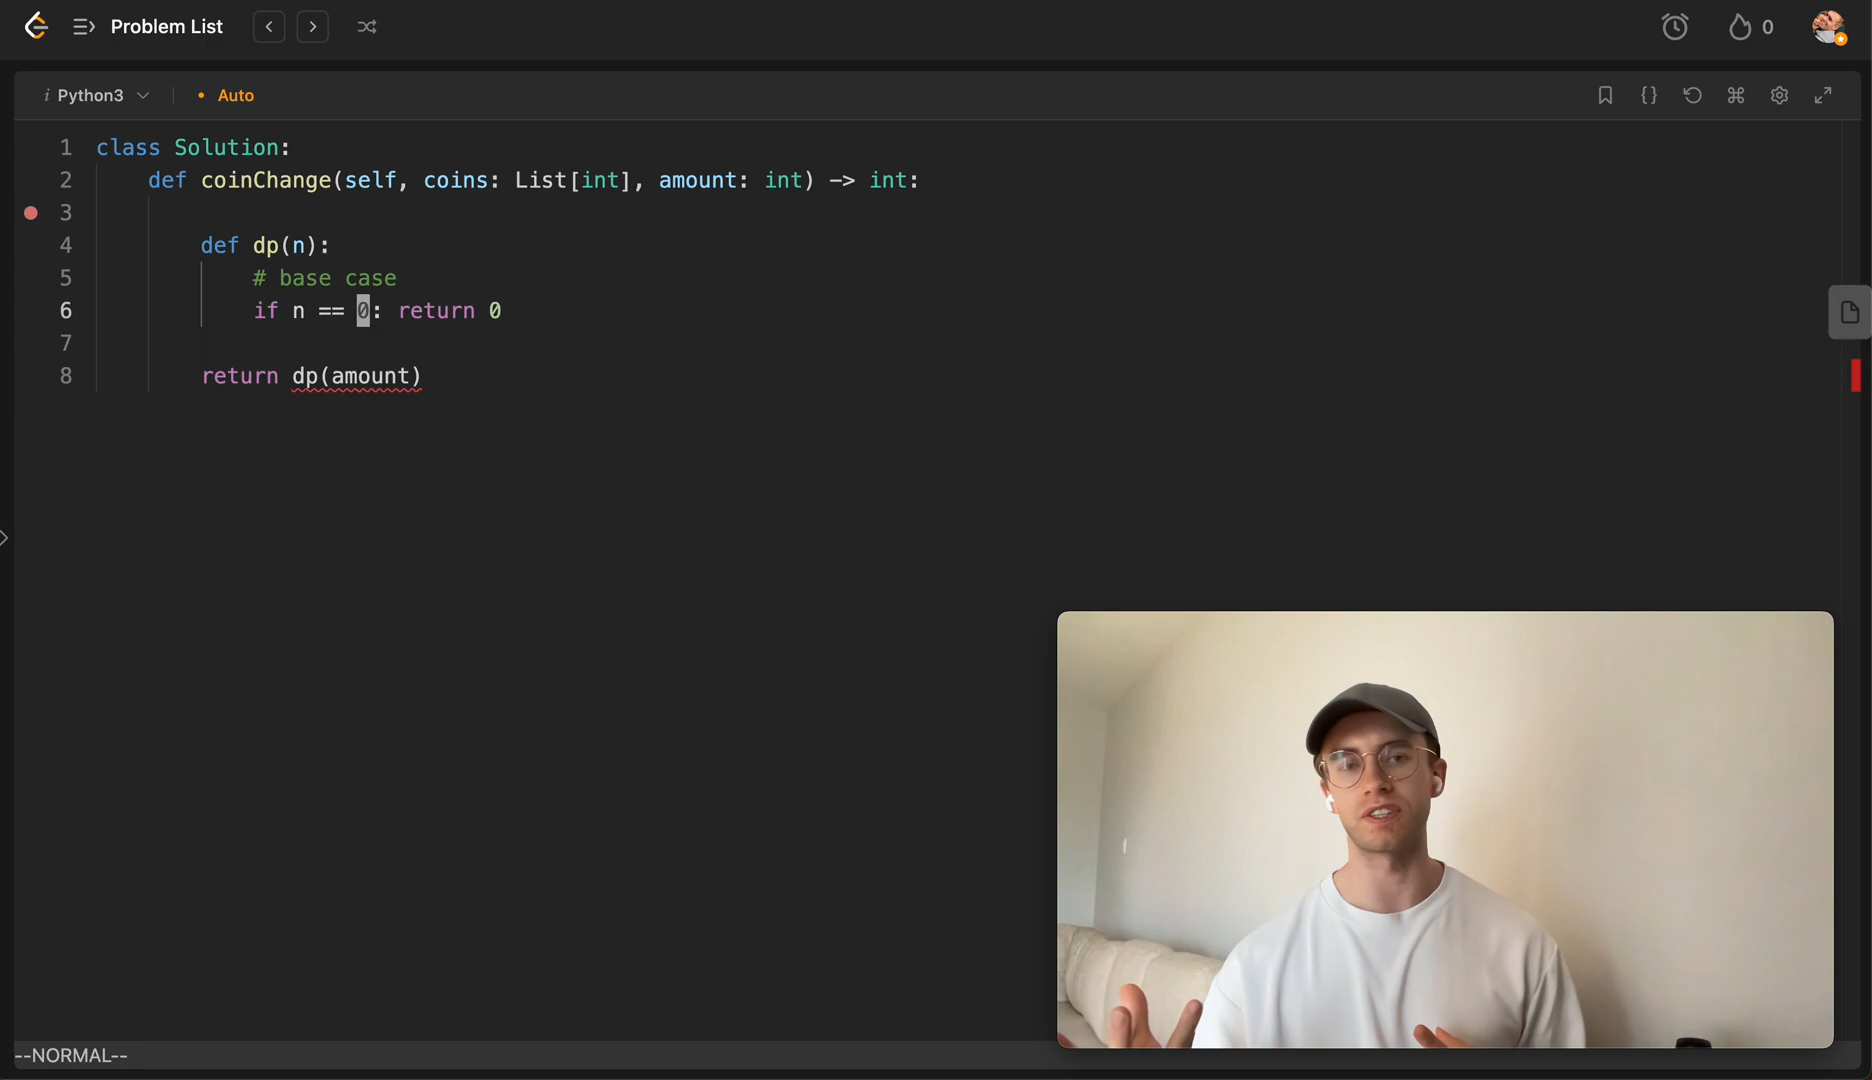 Problem List
0
i Python3
• Auto
1 class Solution:
2 def coinChange(self, coins: List[int], amount: int) -> int:
3
4 def dp(n):
5 # base case
6 if n == 0: return 0
7
8 return dp(amount)
--NORMAL--